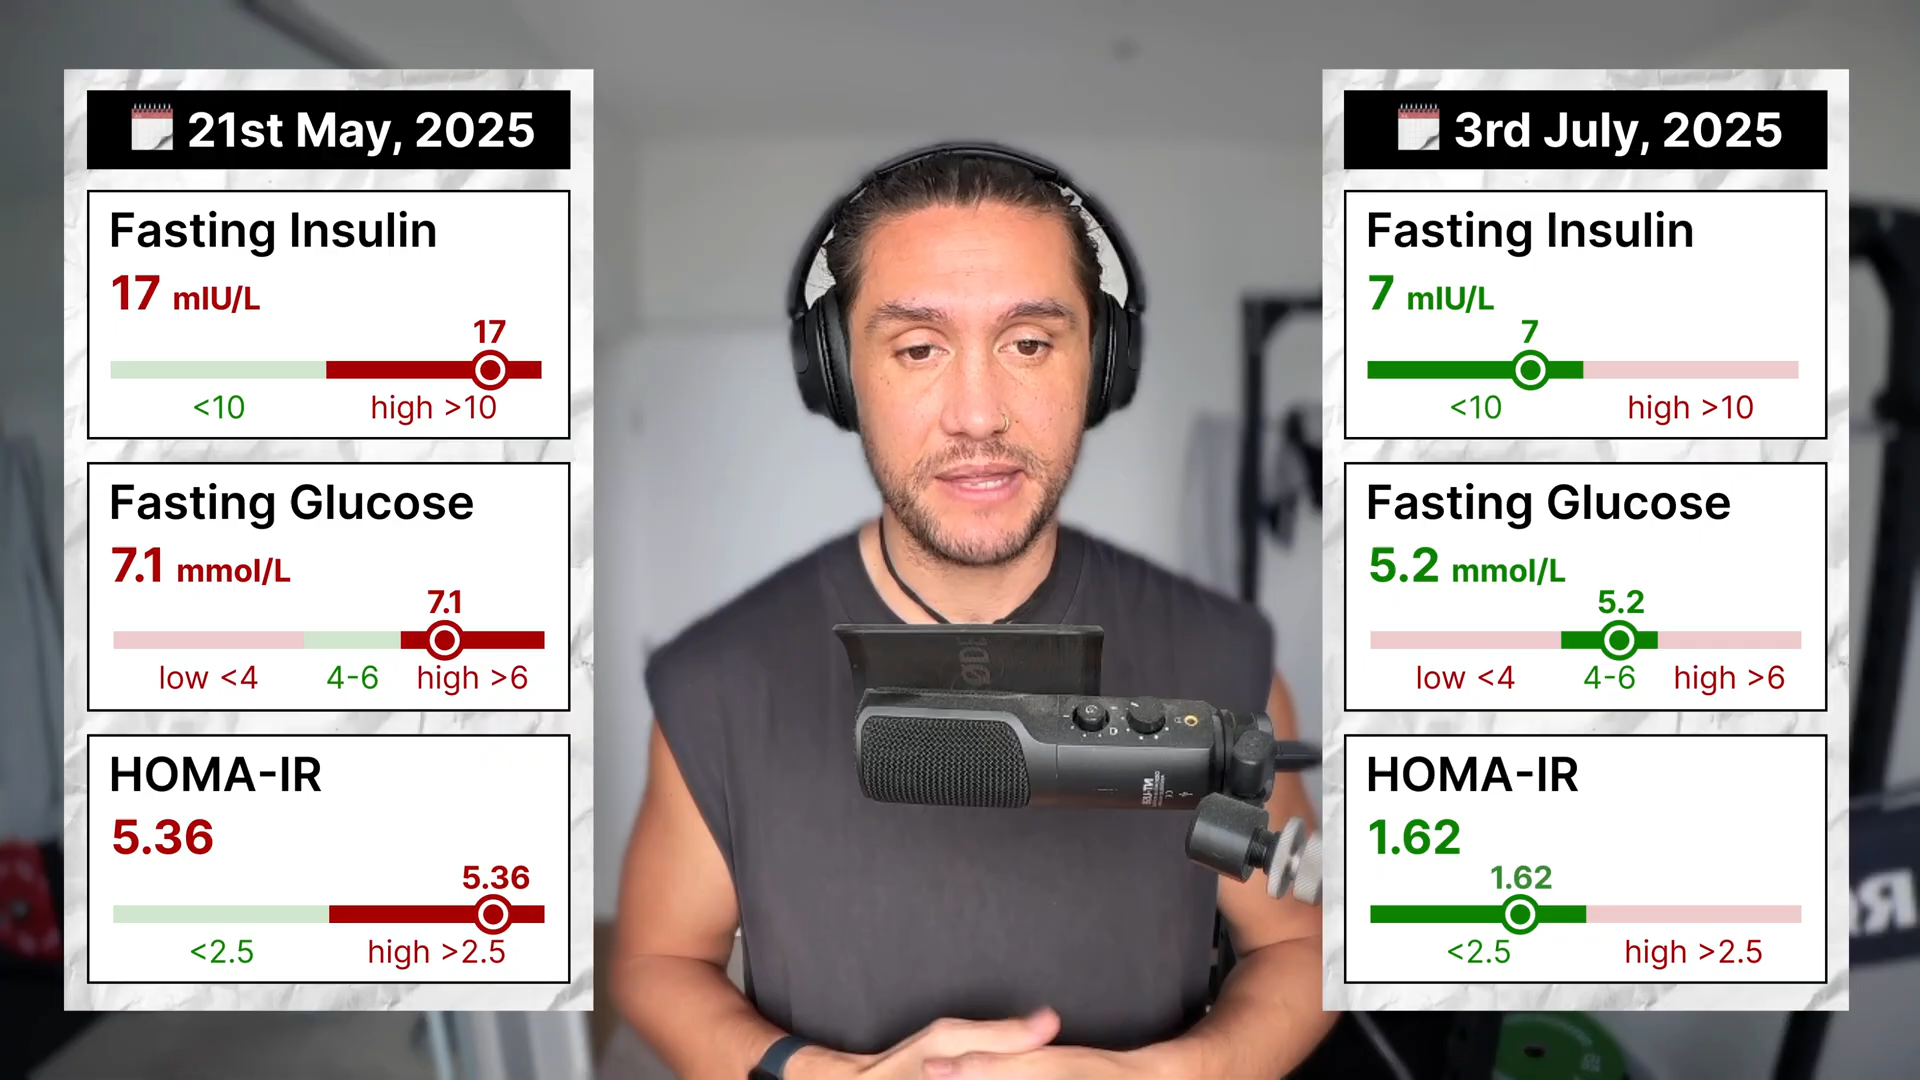 21st May, 2025
Fasting Insulin
17 mIU/L
17
<10
high >10
Fasting Glucose
7.1 mmol/L
7.1
low <4
4-6
high >6
HOMA-IR
5.36
5.36
<2.5
high >2.5
3rd July, 2025
Fasting Insulin
7 mIU/L
7
<10
high >10
Fasting Glucose
5.2 mmol/L
5.2
low <4
4-6
high >6
HOMA-IR
1.62
1.62
<2.5
high >2.5